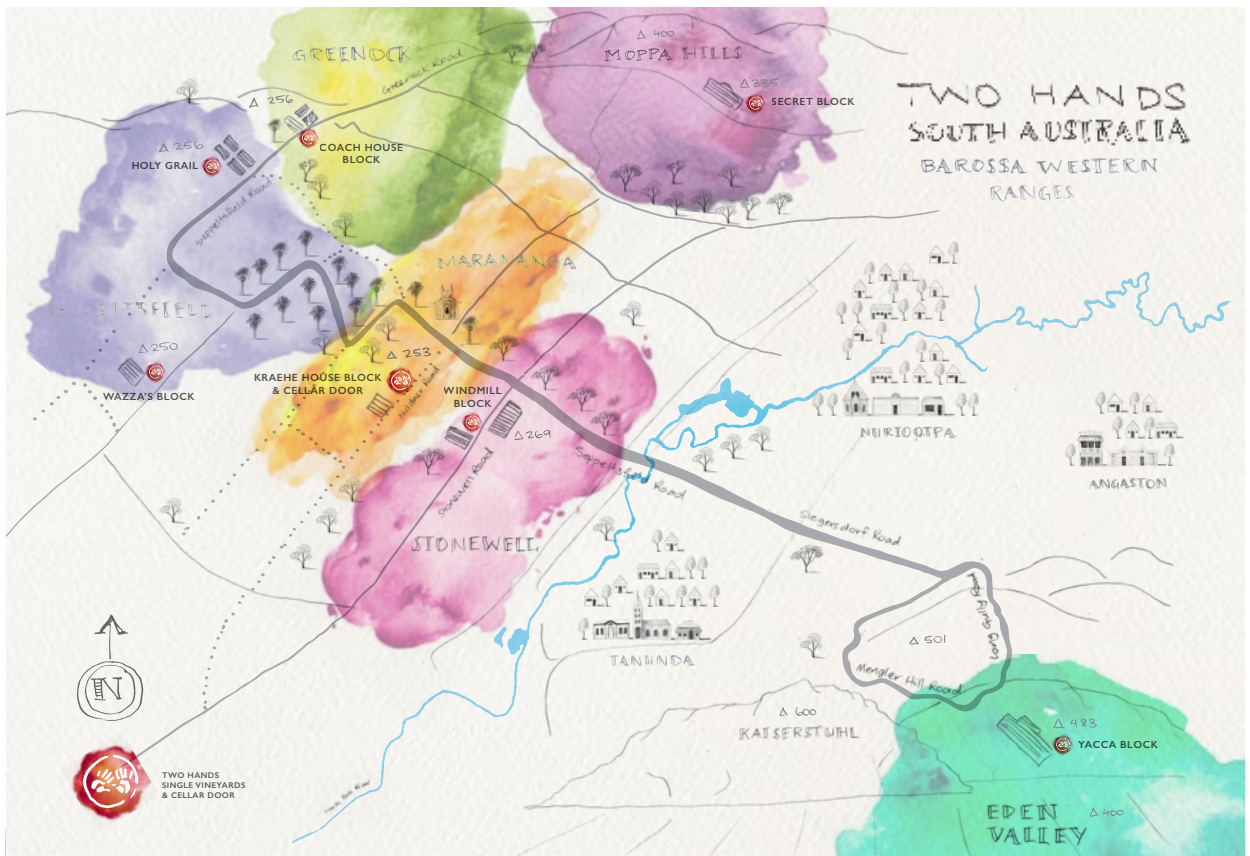 GREENOCK
Greenock Road
△ 400
MOPPA HILLS
△ 385
SECRET BLOCK
TWO HANDS
SOUTH AUSTRALIA
BAROSSA WESTERN
RANGES
△ 256
COACH HOUSE
BLOCK
△ 256
HOLY GRAIL
Seppeltsfield Road
MARANANGA
SEPPELTSFIELD
△ 250
WAZZA'S BLOCK
△ 253
KRAEHE HOUSE BLOCK
& CELLAR DOOR
WINDMILL
BLOCK
△ 269
Stonewell Road
Seppeltsfield Road
NURIOOTPA
ANGASTON
Siegersdorf Road
STONEWELL
TANUNDA
Long Gully Road
△ 501
Mengler Hill Road
△ 600
KAISERSTUHL
△ 483
YACCA BLOCK
EDEN
VALLEY
△ 400
N
TWO HANDS
SINGLE VINEYARDS
& CELLAR DOOR